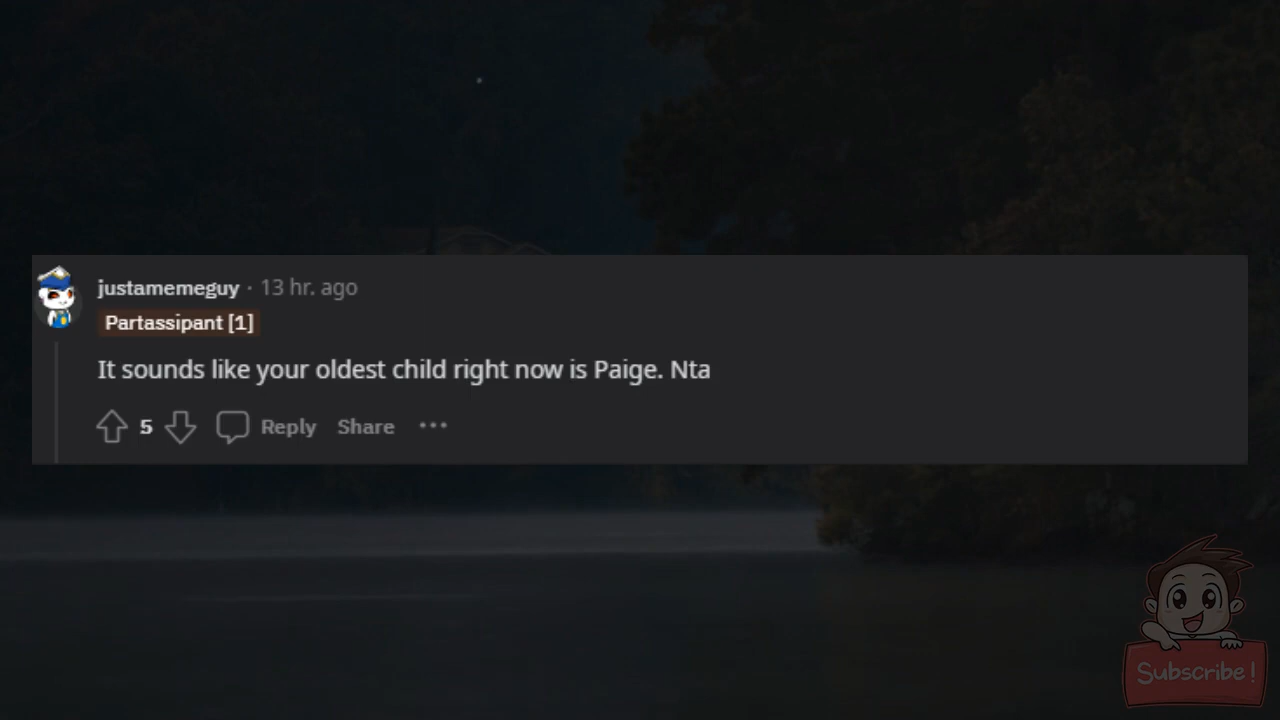 justamemeguy · 13 hr. ago
Partassipant [1]
It sounds like your oldest child right now is Paige. Nta
5 Reply Share ···
Subscribe!